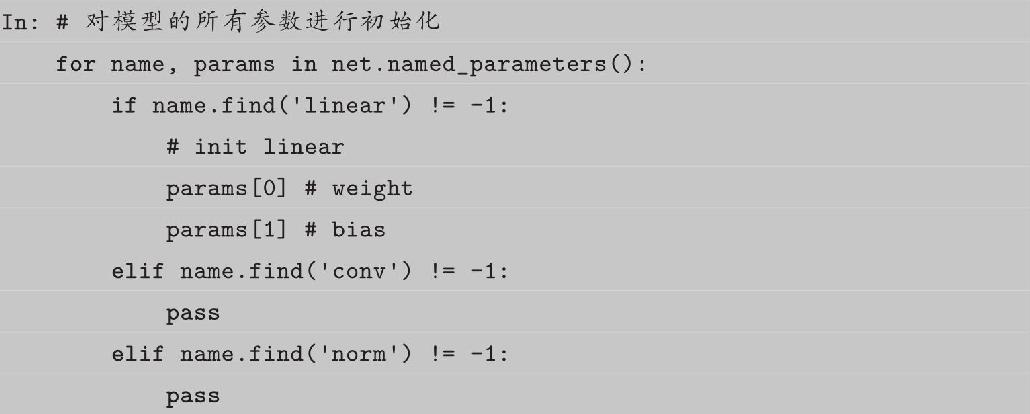 In: # 对模型的所有参数进行初始化
    for name, params in net.named_parameters():
        if name.find('linear') != -1:
            # init linear
            params[0] # weight
            params[1] # bias
        elif name.find('conv') != -1:
            pass
        elif name.find('norm') != -1:
            pass